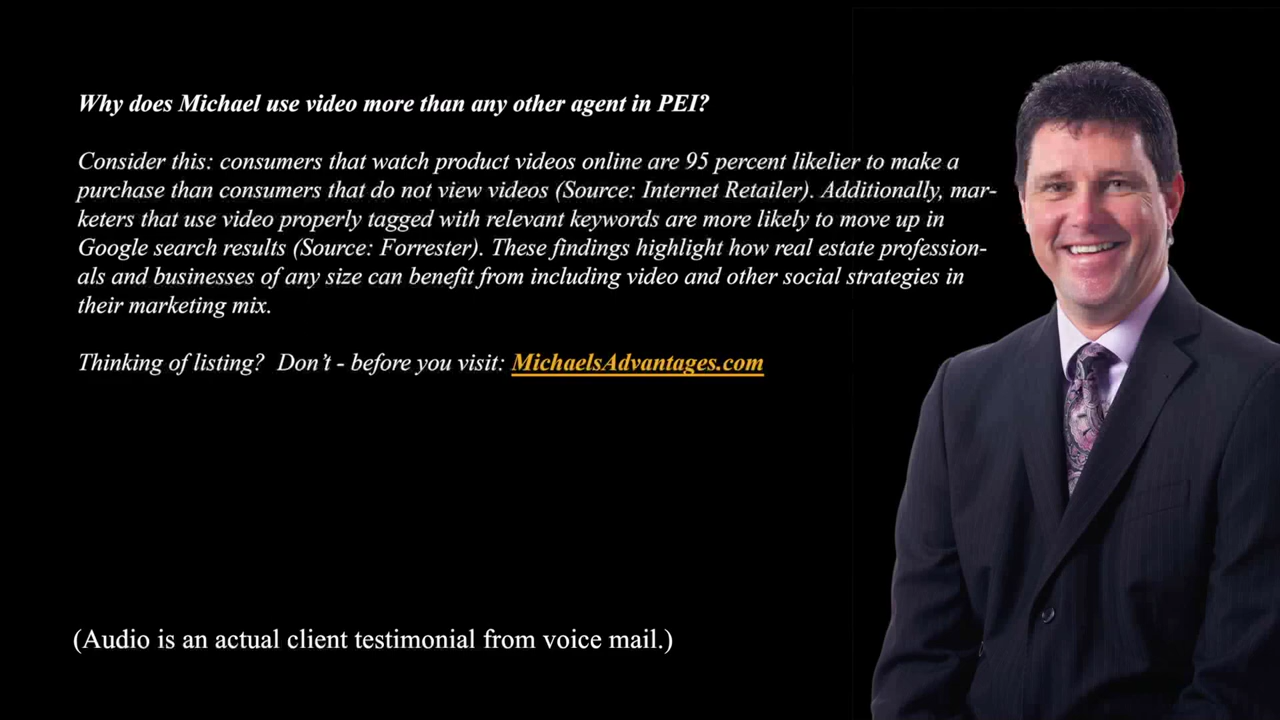 Why does Michael use video more than any other agent in PEI?
Consider this: consumers that watch product videos online are 95 percent likelier to make a
purchase than consumers that do not view videos (Source: Internet Retailer). Additionally, mar-
keters that use video properly tagged with relevant keywords are more likely to move up in
Google search results (Source: Forrester). These findings highlight how real estate profession-
als and businesses of any size can benefit from including video and other social strategies in
their marketing mix.
Thinking of listing?  Don't - before you visit: MichaelsAdvantages.com
(Audio is an actual client testimonial from voice mail.)